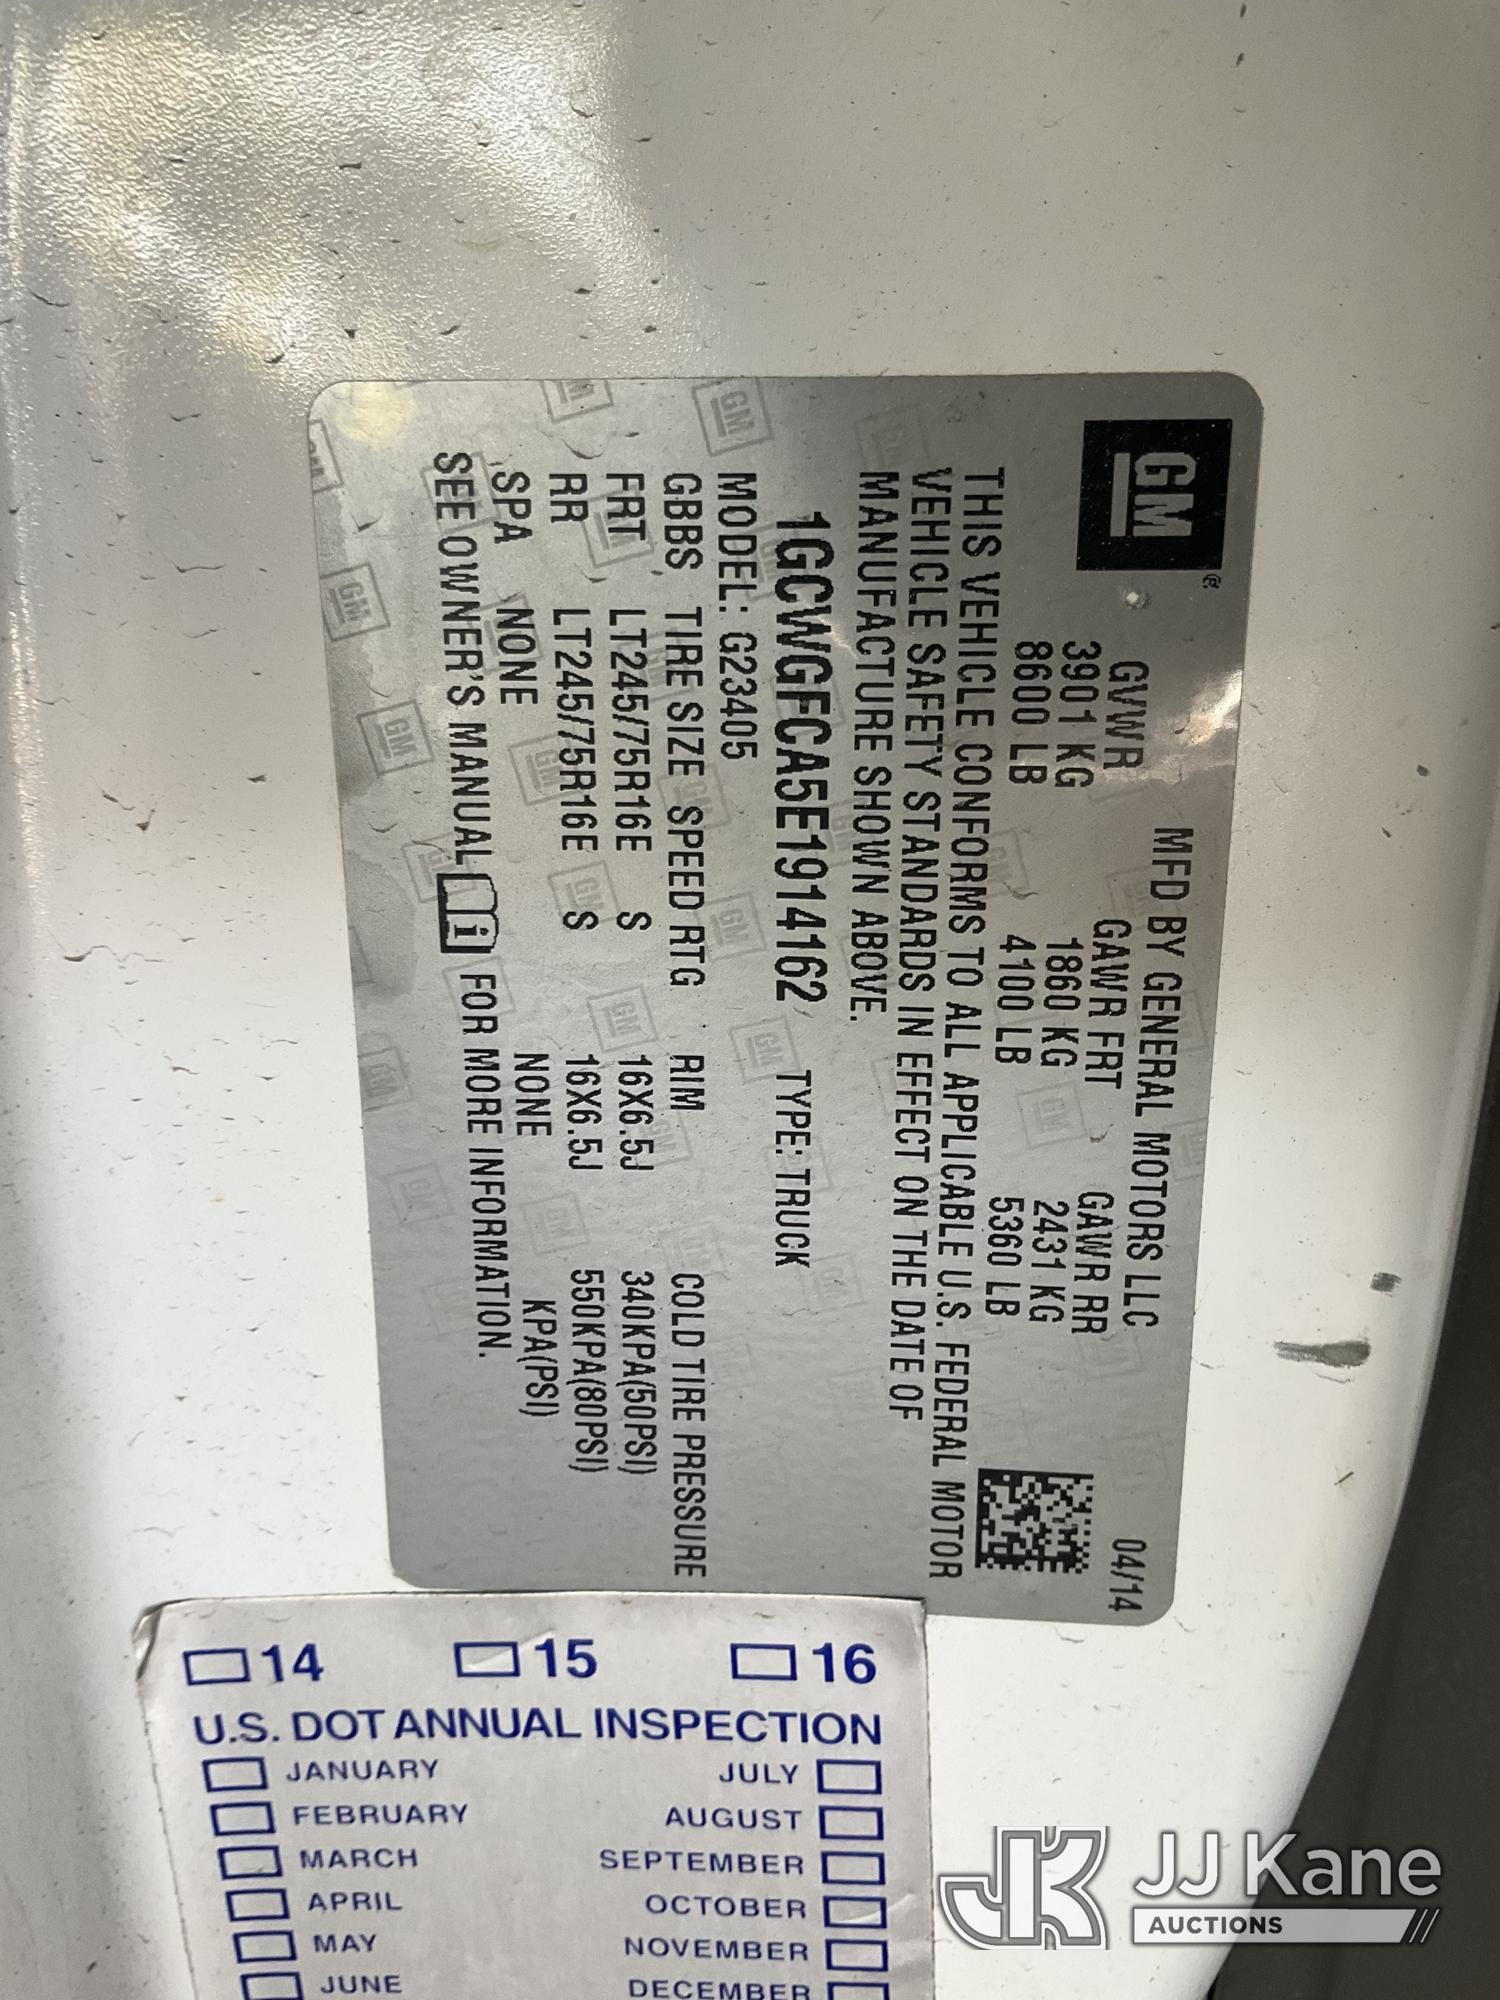 GM®
MFD BY GENERAL MOTORS LLC 04/14
GVWR GAWR FRT GAWR RR
3901 KG 1860 KG 2431 KG
8600 LB 4100 LB 5360 LB
THIS VEHICLE CONFORMS TO ALL APPLICABLE U.S. FEDERAL MOTOR
VEHICLE SAFETY STANDARDS IN EFFECT ON THE DATE OF
MANUFACTURE SHOWN ABOVE.
1GCWGFCA5E1914162 TYPE: TRUCK
MODEL: G23405
GBBS TIRE SIZE SPEED RTG RIM COLD TIRE PRESSURE
FRT LT245/75R16E S 16X6.5J 340KPA(50PSI)
RR LT245/75R16E S 16X6.5J 550KPA(80PSI)
SPA NONE NONE KPA(PSI)
SEE OWNER'S MANUAL i FOR MORE INFORMATION.
14 15 16
U.S. DOT ANNUAL INSPECTION
JANUARY JULY
FEBRUARY AUGUST
MARCH SEPTEMBER
APRIL OCTOBER
MAY NOVEMBER
JUNE DECEMBER
JK JJ Kane
AUCTIONS